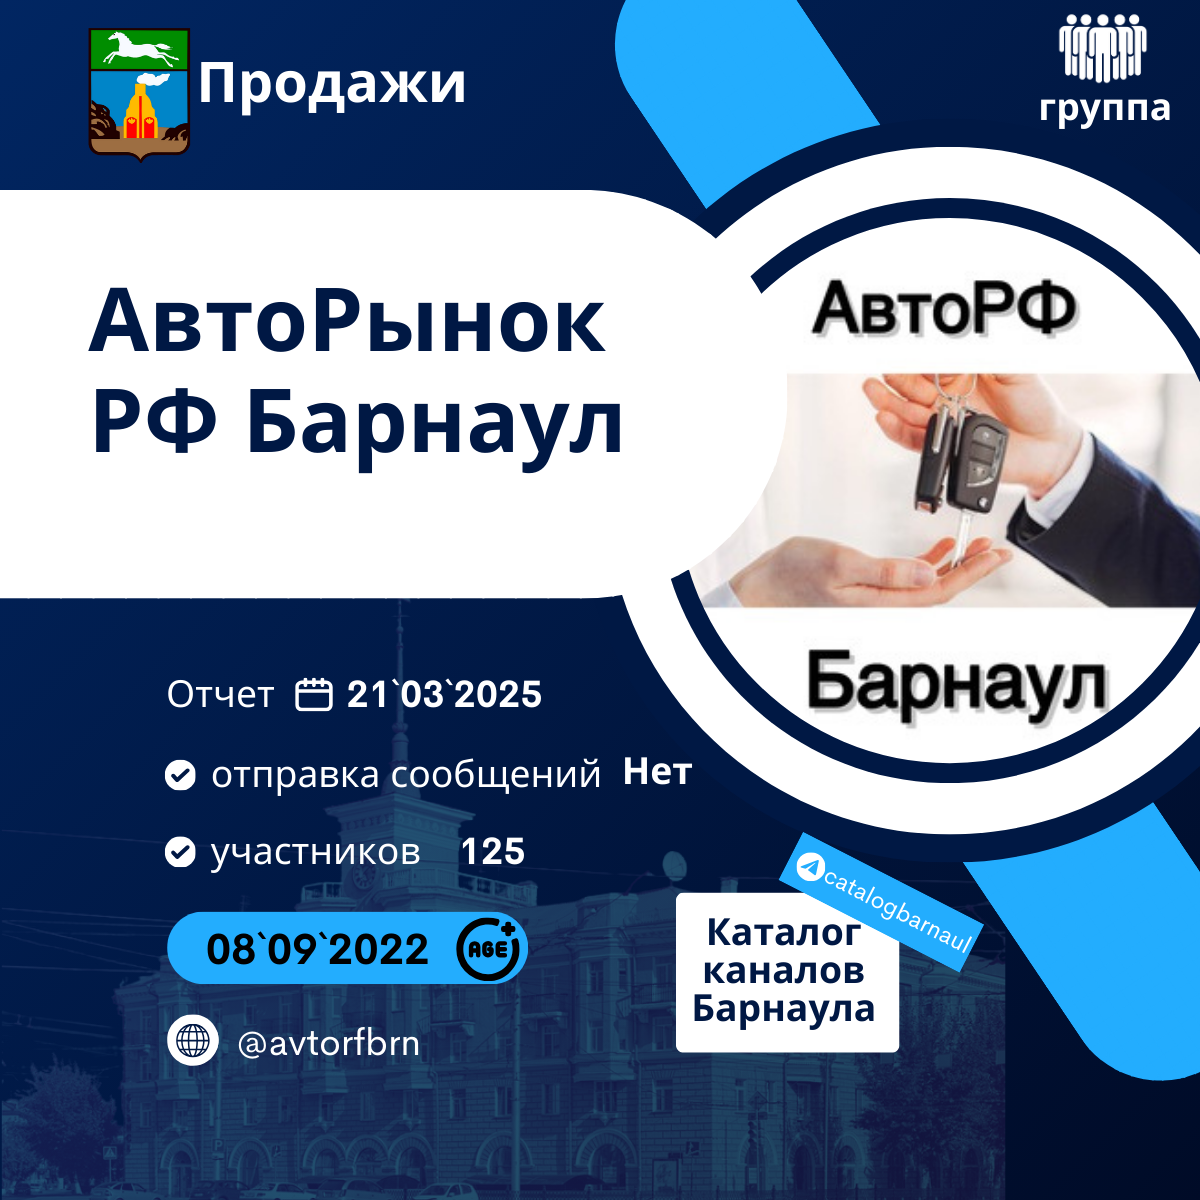 Продажи
группа
АвтоРынок
РФ Барнаул
АвтоРФ
Барнаул
Отчет 21`03`2025
отправка сообщений Нет
участников 125
08`09`2022 AGE+
@avtorfbrn
catalogbarnaul
Каталог
каналов
Барнаула